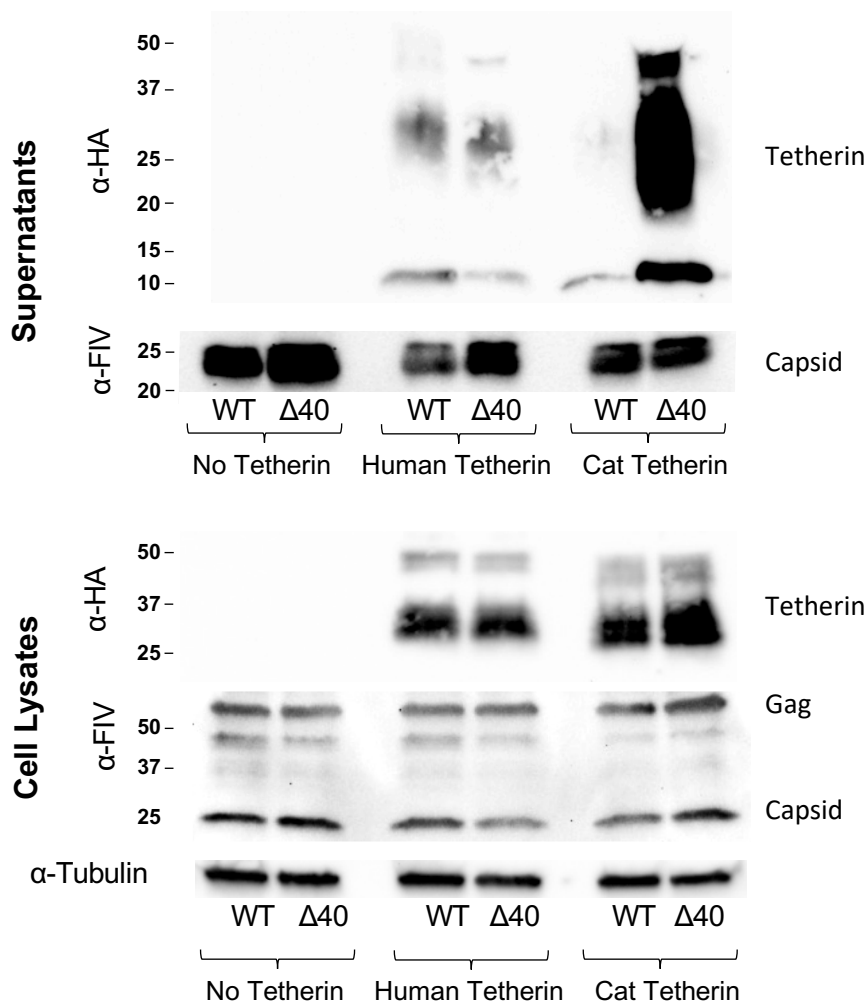 Supernatants
α-HA
50
37
25
20
15
10
Tetherin
α-FIV
25
20
Capsid
WT Δ40 WT Δ40 WT Δ40
No Tetherin Human Tetherin Cat Tetherin
Cell Lysates
α-HA
50
37
25
Tetherin
α-FIV
50
37
25
Gag
Capsid
α-Tubulin
WT Δ40 WT Δ40 WT Δ40
No Tetherin Human Tetherin Cat Tetherin